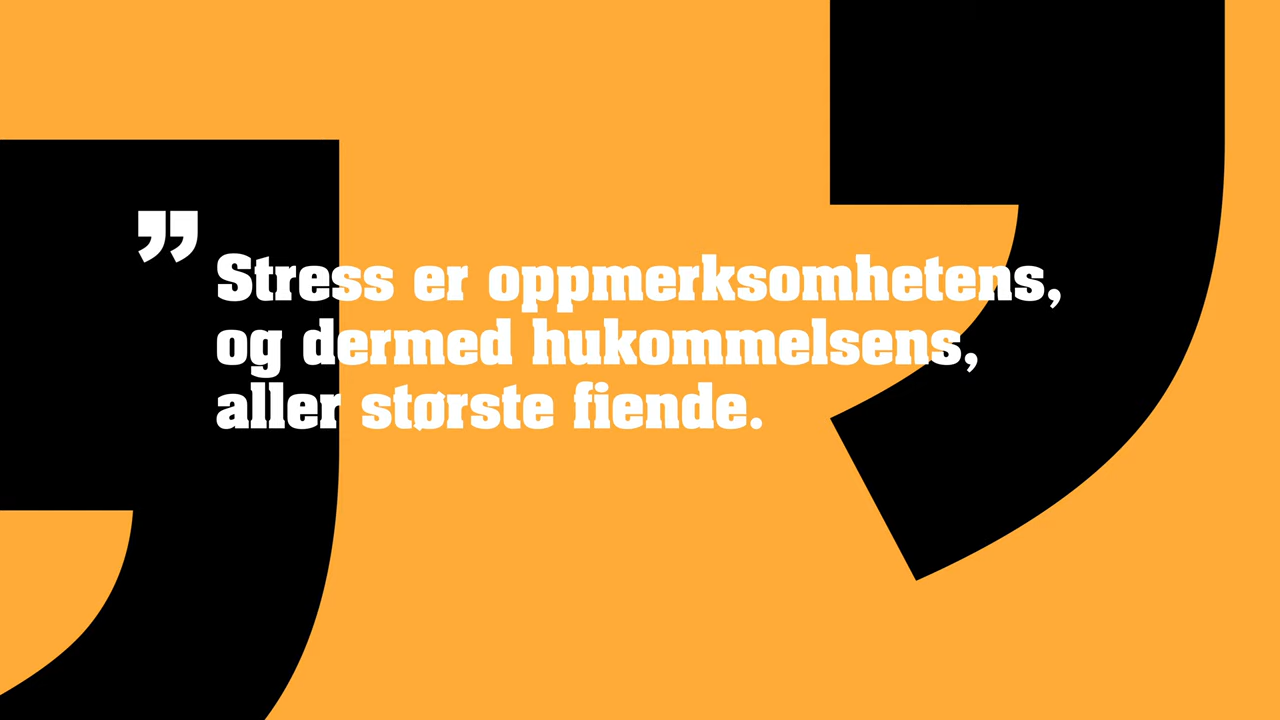 ”Stress er oppmerksomhetens,
og dermed hukommelsens,
aller største fiende.